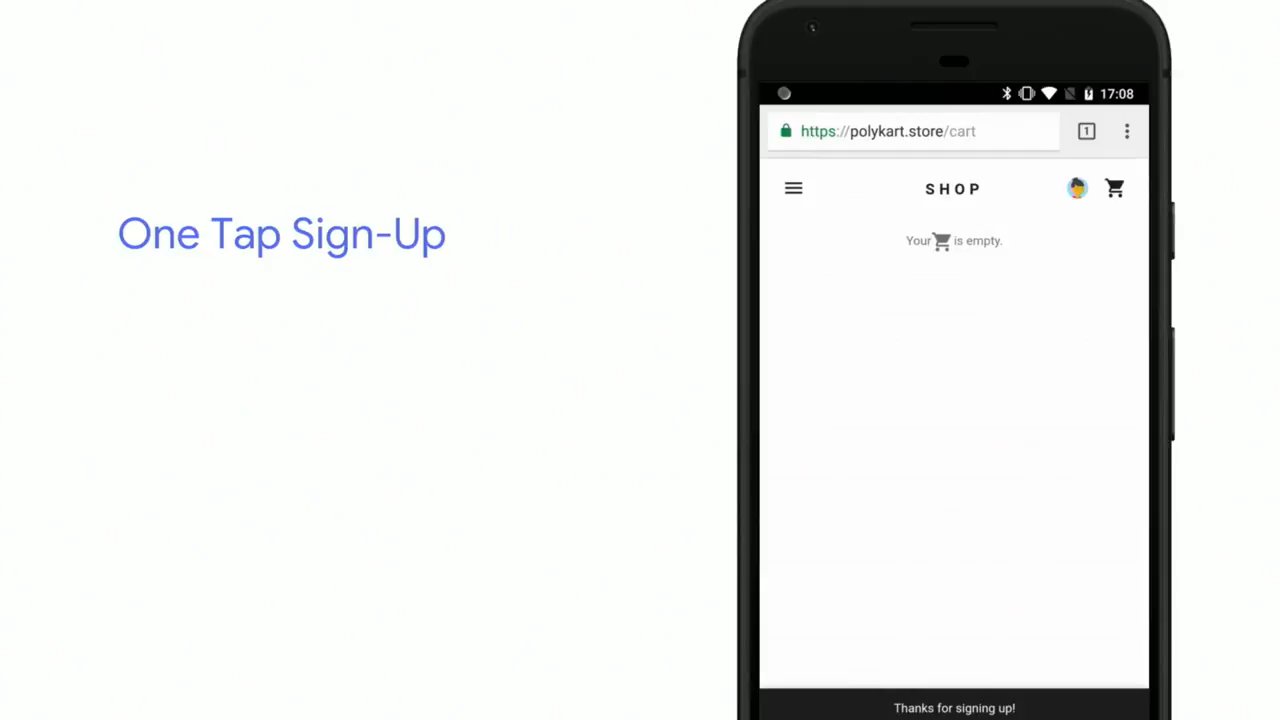 One Tap Sign-Up
17:08
https://polykart.store/cart
1
SHOP
Your is empty.
Thanks for signing up!